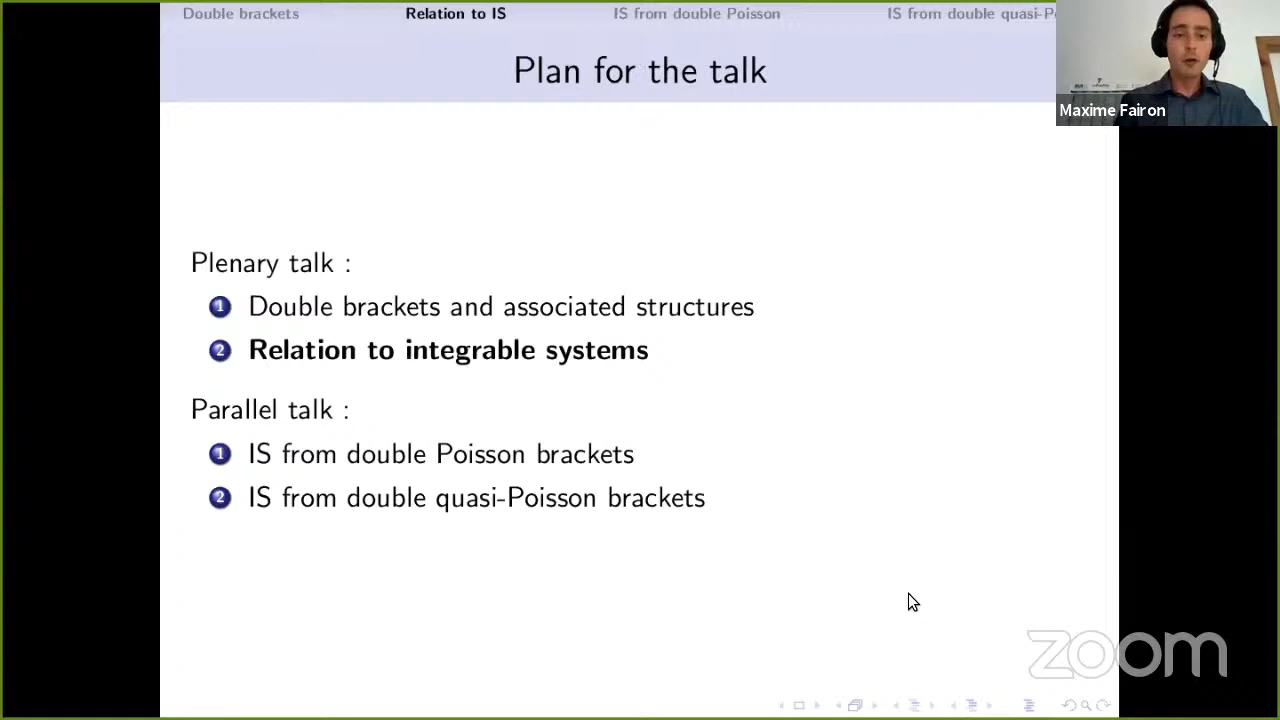 Double brackets Relation to IS IS from double Poisson IS from double quasi-P
Plan for the talk
Maxime Fairon
Plenary talk :
1 Double brackets and associated structures
2 Relation to integrable systems
Parallel talk :
1 IS from double Poisson brackets
2 IS from double quasi-Poisson brackets
zoom